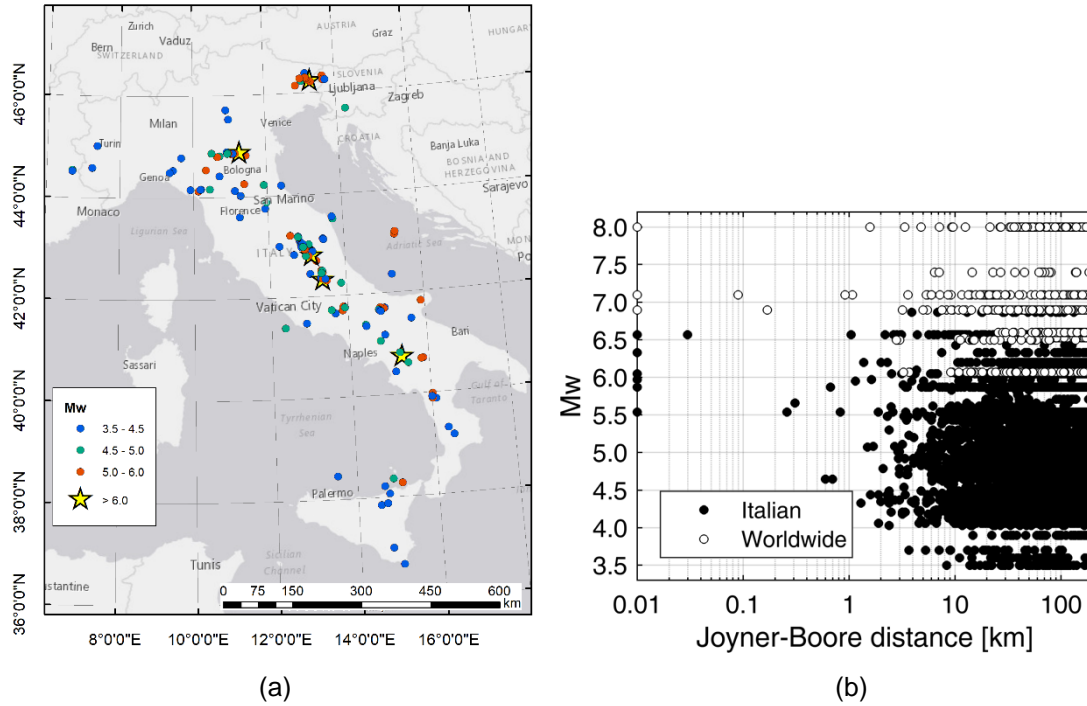 Zurich
Bern
Vaduz
SWITZERLAND
AUSTRIA
Graz
HUNGAR
SLOVENIA
Ljubljana
Zagreb
Milan
Venice
CROATIA
Turin
Banja Luka
BOSNIA AND
HERZEGOVINA
Genoa
Bologna
Sarajevo
San Marino
Monaco
Florence
Ligurian Sea
ITALY
Adriatic Sea
MON
Po
Vatican City
Bari
Naples
Sassari
Gulf of
Taranto
Tyrrhenian
Sea
Palermo
Tunis
Sicilian
Channel
nstantine
46°0'0"N
44°0'0"N
42°0'0"N
40°0'0"N
38°0'0"N
36°0'0"N
Mw
3.5 - 4.5
4.5 - 5.0
5.0 - 6.0
> 6.0
0 75 150 300 450 600
km
8°0'0"E 10°0'0"E 12°0'0"E 14°0'0"E 16°0'0"E
(a)
8.0
7.5
7.0
6.5
6.0
5.5
5.0
4.5
4.0
3.5
Mw
Italian
Worldwide
0.01 0.1 1 10 100
Joyner-Boore distance [km]
(b)